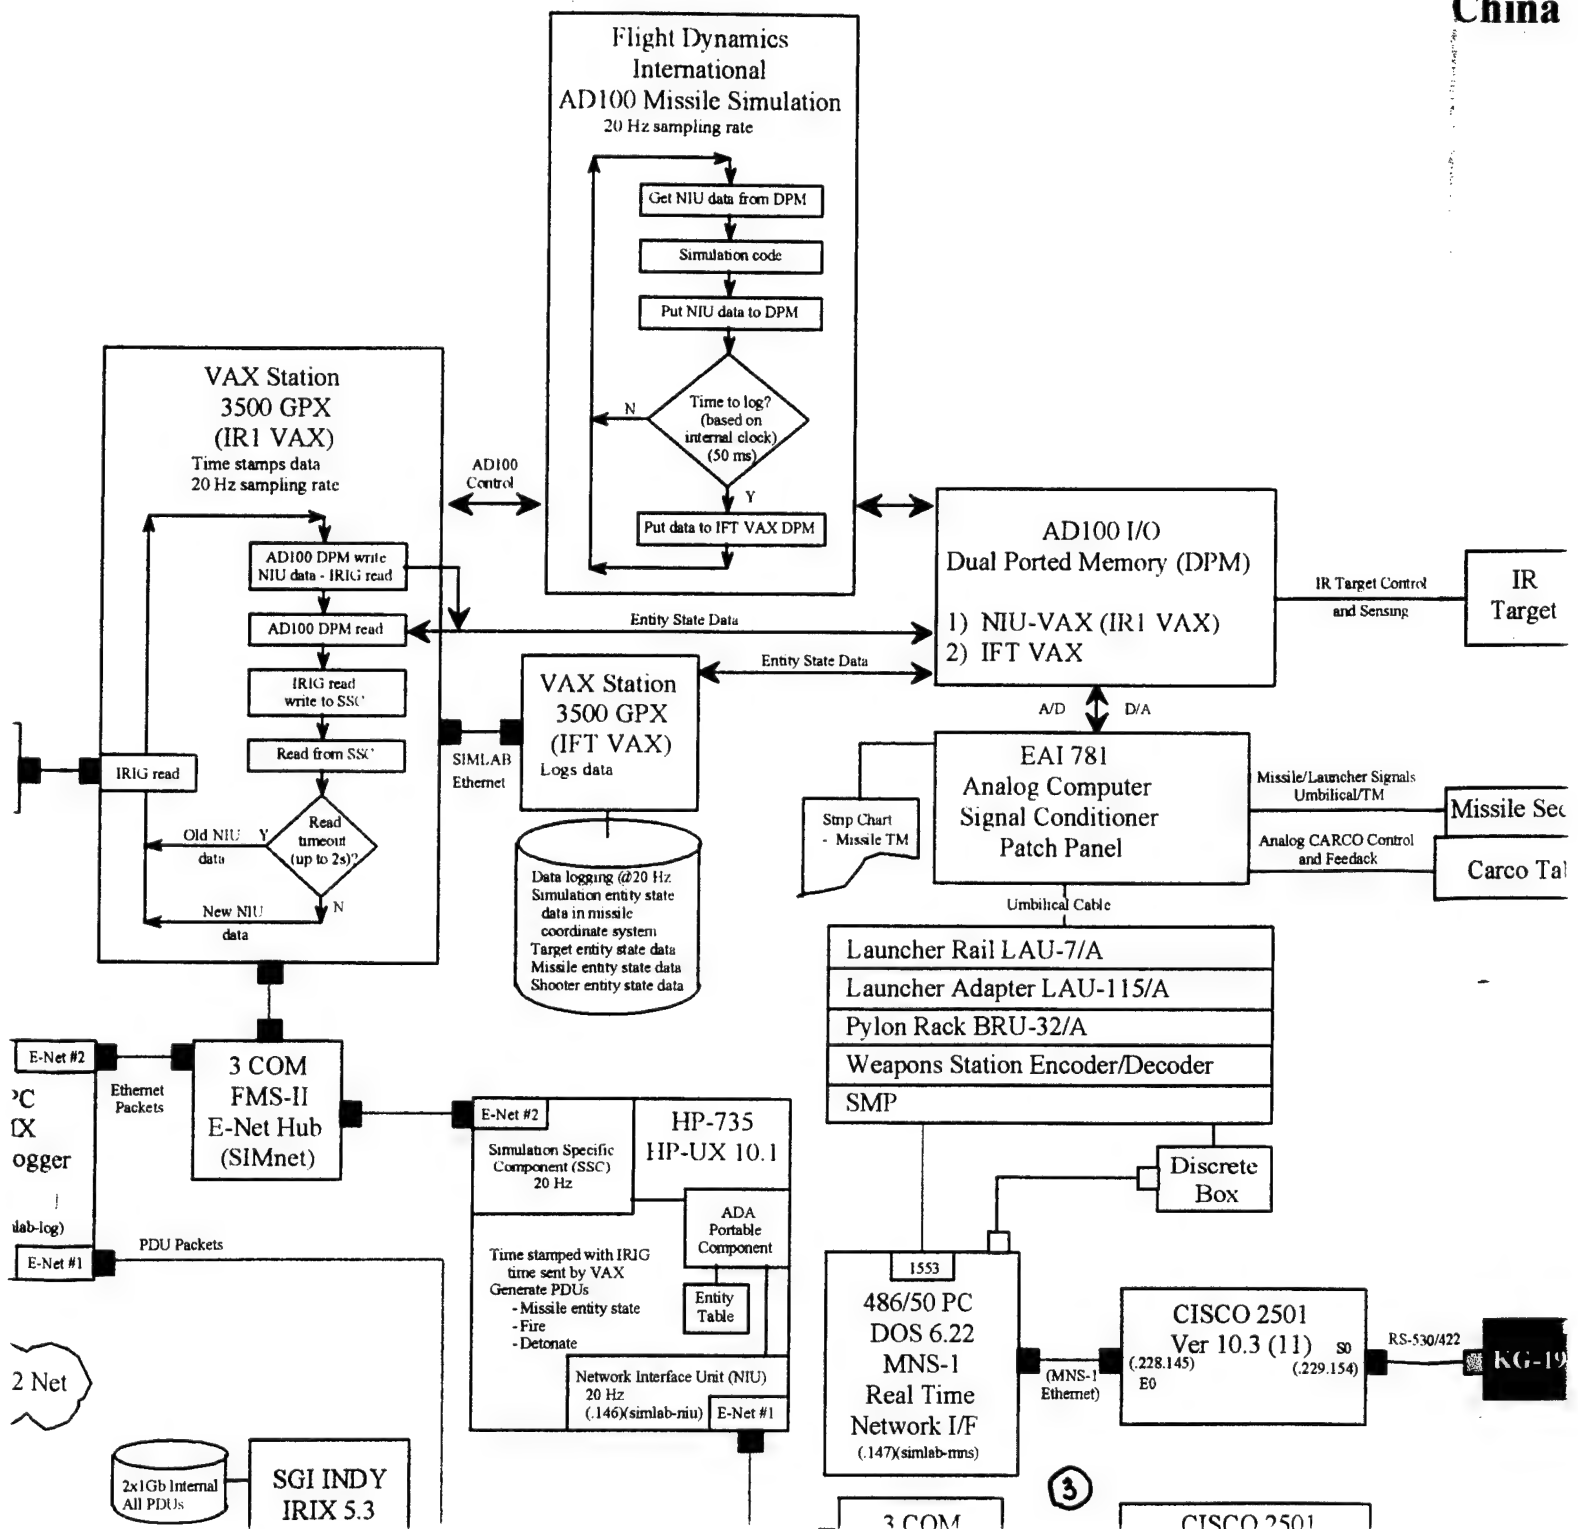 China
Flight Dynamics
International
AD100 Missile Simulation
20 Hz sampling rate
Get NIU data from DPM
Simulation code
Put NIU data to DPM
Time to log?
(based on
internal clock)
(50 ms)
N
Y
Put data to IFT VAX DPM
VAX Station
3500 GPX
(IR1 VAX)
Time stamps data
20 Hz sampling rate
AD100 DPM write
NIU data - IRIG read
AD100 DPM read
IRIG read
write to SSC
Read from SSC
IRIG read
Read
timeout
(up to 2s)?
Old NIU
data
Y
N
New NIU
data
AD100
Control
Entity State Data
Entity State Data
AD100 I/O
Dual Ported Memory (DPM)
1) NIU-VAX (IR1 VAX)
2) IFT VAX
IR Target Control
and Sensing
IR
Target
VAX Station
3500 GPX
(IFT VAX)
Logs data
SIMLAB
Ethernet
A/D
D/A
EAI 781
Analog Computer
Signal Conditioner
Patch Panel
Strip Chart
- Missile TM
Missile/Launcher Signals
Umbilical/TM
Missile Sec
Analog CARCO Control
and Feedack
Carco Ta
Data logging @20 Hz
Simulation entity state
data in missile
coordinate system
Target entity state data
Missile entity state data
Shooter entity state data
Umbilical Cable
Launcher Rail LAU-7/A
Launcher Adapter LAU-115/A
Pylon Rack BRU-32/A
Weapons Station Encoder/Decoder
SMP
Discrete
Box
E-Net #2
PC
IX
ogger
lab-log)
E-Net #1
Ethernet
Packets
3 COM
FMS-II
E-Net Hub
(SIMnet)
PDU Packets
E-Net #2
HP-735
HP-UX 10.1
Simulation Specific
Component (SSC)
20 Hz
ADA
Portable
Component
Time stamped with IRIG
time sent by VAX
Generate PDUs
- Missile entity state
- Fire
- Detonate
Entity
Table
Network Interface Unit (NIU)
20 Hz
(.146)(simlab-niu)
E-Net #1
1553
486/50 PC
DOS 6.22
MNS-1
Real Time
Network I/F
(.147)(simlab-mns)
(MNS-1
Ethernet)
CISCO 2501
Ver 10.3 (11)
S0
(.228.145)
(.229.154)
E0
RS-530/422
KG-19
2 Net
2x1Gb Internal
All PDUs
SGI INDY
IRIX 5.3
3
3 COM
CISCO 2501